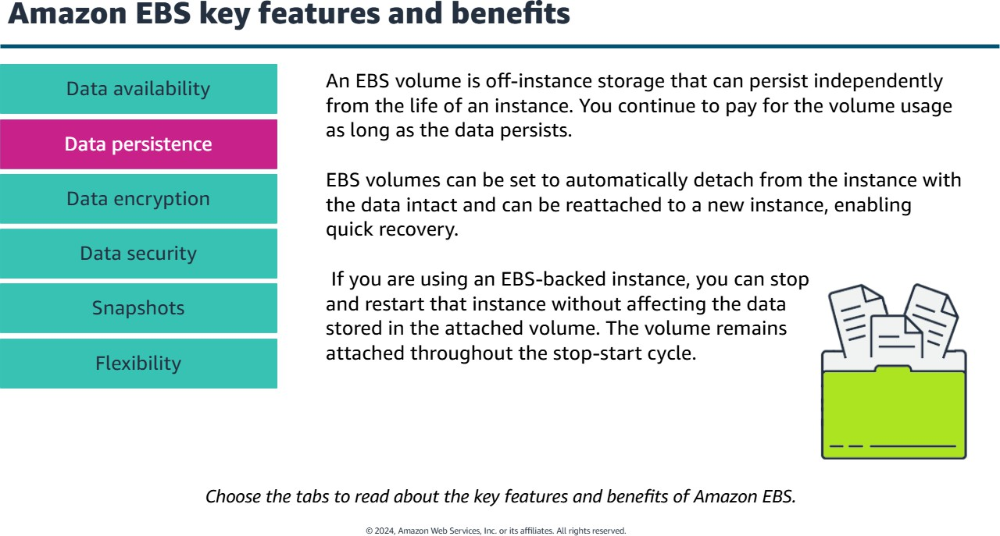 Amazon EBS key features and benefits
Data availability
Data persistence
Data encryption
Data security
Snapshots
Flexibility
An EBS volume is off-instance storage that can persist independently
from the life of an instance. You continue to pay for the volume usage
as long as the data persists.
EBS volumes can be set to automatically detach from the instance with
the data intact and can be reattached to a new instance, enabling
quick recovery.
If you are using an EBS-backed instance, you can stop
and restart that instance without affecting the data
stored in the attached volume. The volume remains
attached throughout the stop-start cycle.
Choose the tabs to read about the key features and benefits of Amazon EBS.
© 2024, Amazon Web Services, Inc. or its affiliates. All rights reserved.